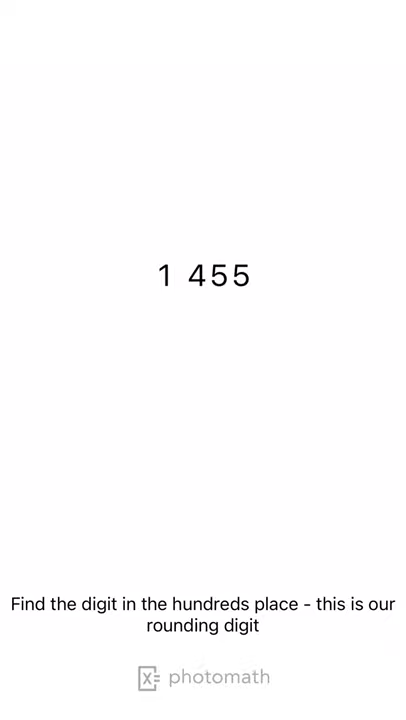 1 455
Find the digit in the hundreds place - this is our
rounding digit
photomath